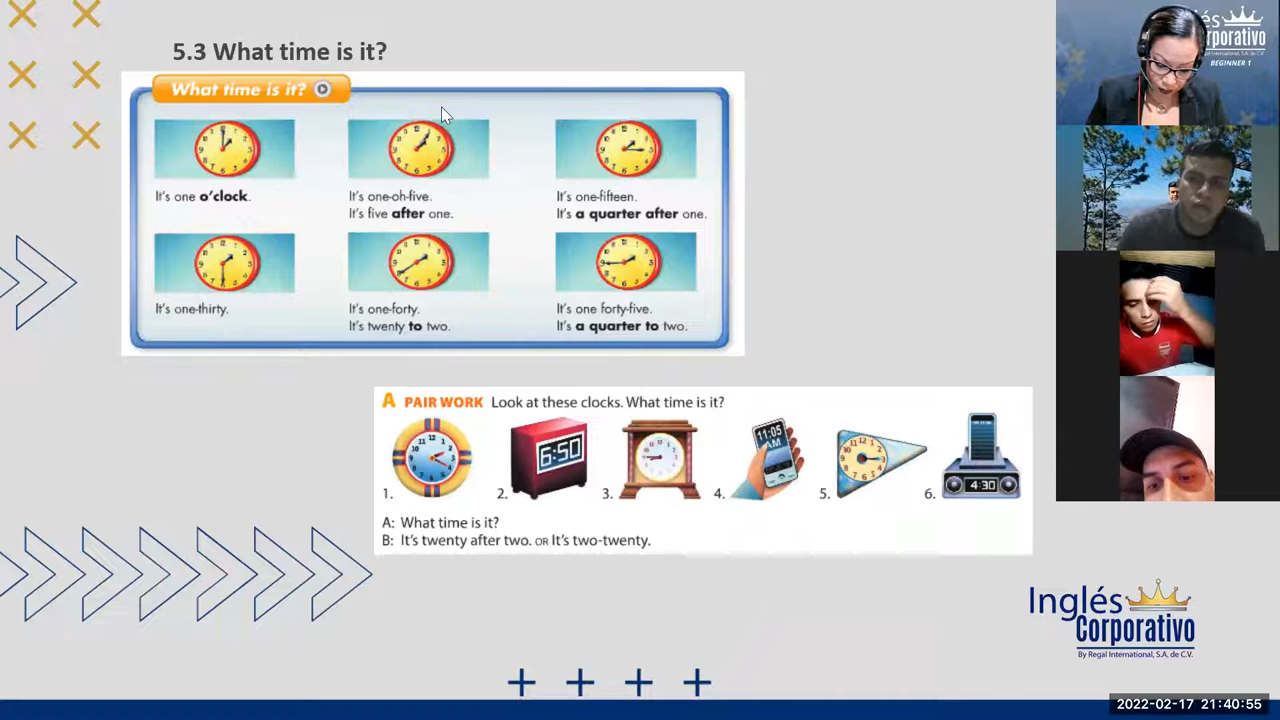 5.3 What time is it?
What time is it?
It's one o'clock.
It's one-oh-five.
It's five after one.
It's one-fifteen.
It's a quarter after one.
It's one-thirty.
It's one-forty.
It's twenty to two.
It's one forty-five.
It's a quarter to two.
A PAIR WORK Look at these clocks. What time is it?
6:50
11:05
AM
4:30
1.
2.
3.
4.
5.
6.
A: What time is it?
B: It's twenty after two. OR It's two-twenty.
Inglés
Corporativo
By Regal International, S.A. de C.V.
BEGINNER 1
2022-02-17 21:40:55